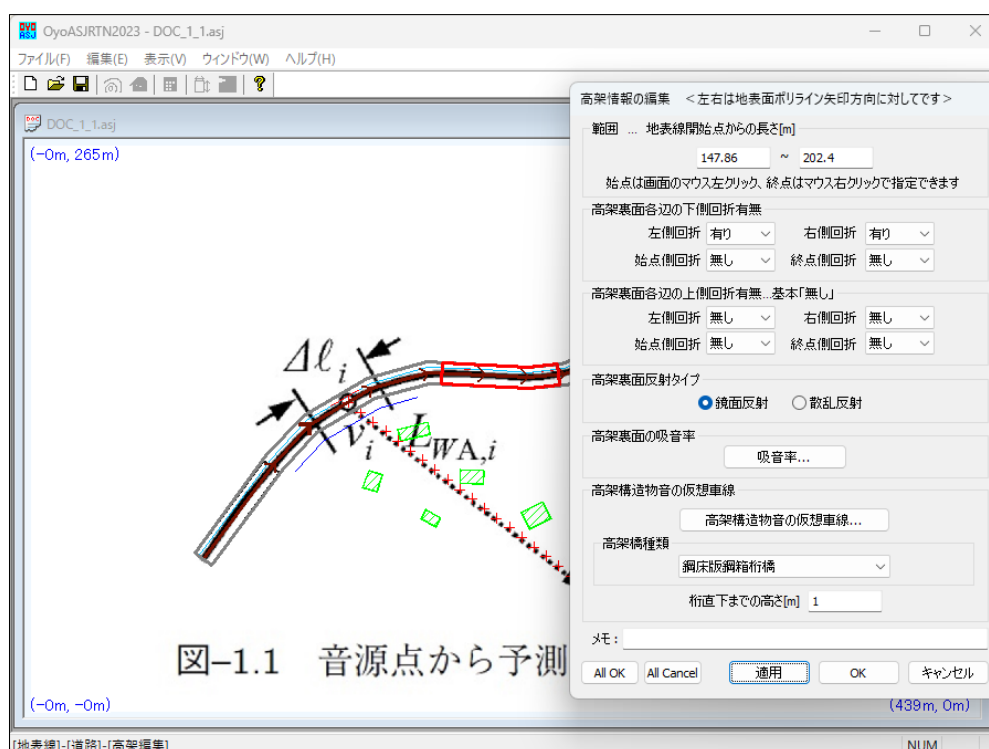 OyoASJRTN2023 - DOC_1_1.asj
ファイル(F) 編集(E) 表示(V) ウィンドウ(W) ヘルプ(H)
DOC_1_1.asj
(-0m, 265m)
Δℓi
νi
LWA,i
図-1.1 音源点から予測
(-0m, -0m)
(439m, 0m)
高架情報の編集 <左右は地表面ポリライン矢印方向に対してです>
範囲 ... 地表線開始点からの長さ[m]
147.86 ~ 202.4
始点は画面のマウス左クリック、終点はマウス右クリックで指定できます
高架裏面各辺の下側回折有無
左側回折 有り 右側回折 有り
始点側回折 無し 終点側回折 無し
高架裏面各辺の上側回折有無...基本「無し」
左側回折 無し 右側回折 無し
始点側回折 無し 終点側回折 無し
高架裏面反射タイプ
鏡面反射 散乱反射
高架裏面の吸音率
吸音率...
高架構造物音の仮想車線
高架構造物音の仮想車線...
高架橋種類
鋼床版鋼箱桁橋
桁直下までの高さ[m] 1
メモ:
All OK All Cancel 適用 OK キャンセル
[地表線]-[道路]-[高架編集]
NUM